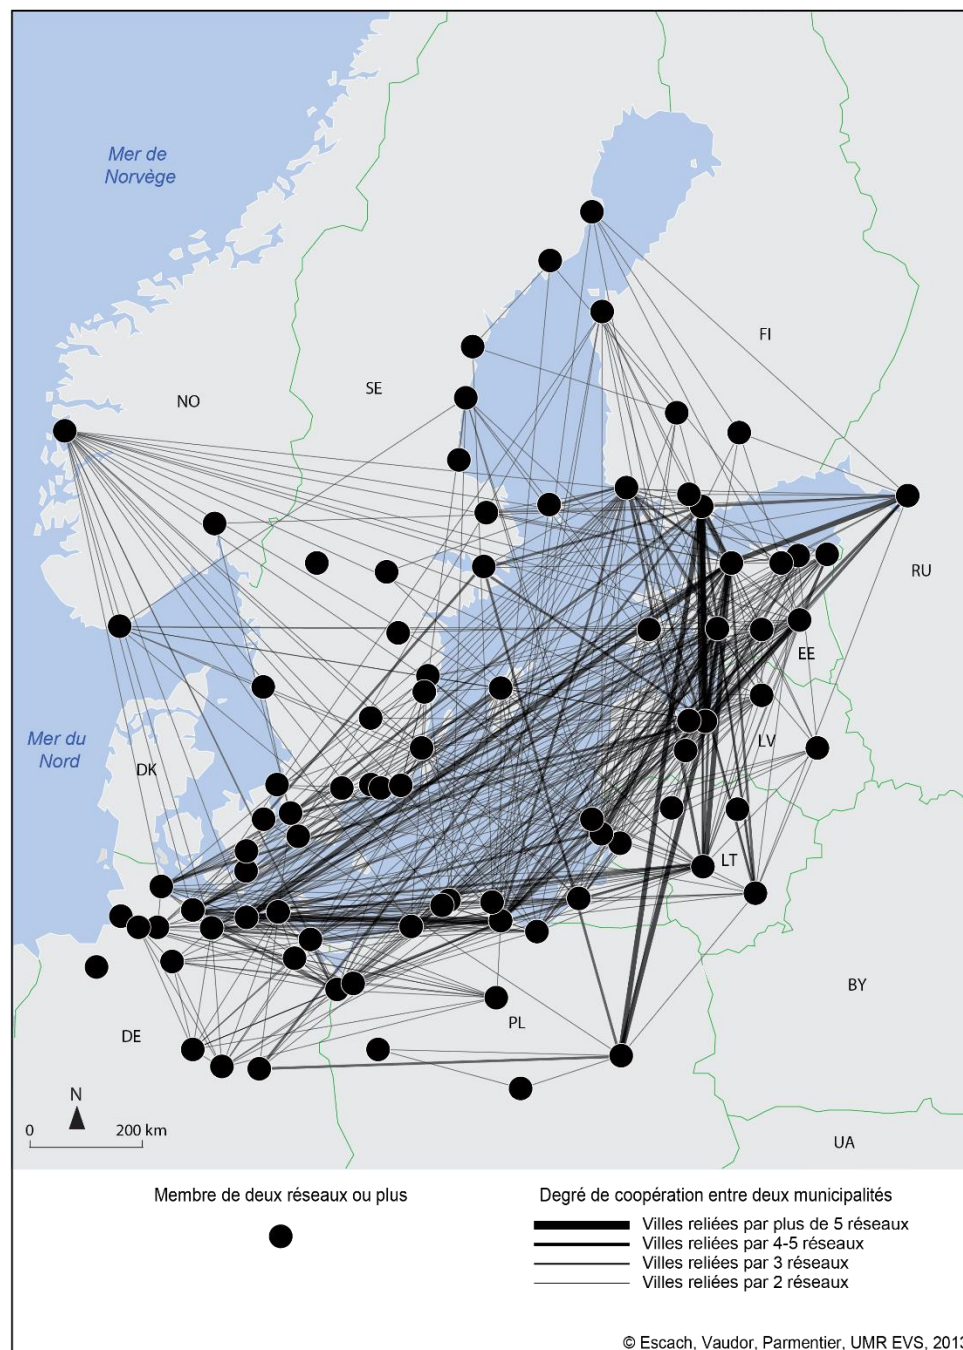 Mer de
Norvège
FI
NO
SE
RU
EE
Mer du
Nord
DK
LV
LT
BY
PL
DE
N
0 200 km
UA
Membre de deux réseaux ou plus
Degré de coopération entre deux municipalités
Villes reliées par plus de 5 réseaux
Villes reliées par 4-5 réseaux
Villes reliées par 3 réseaux
Villes reliées par 2 réseaux
© Escach, Vaudor, Parmentier, UMR EVS, 2013